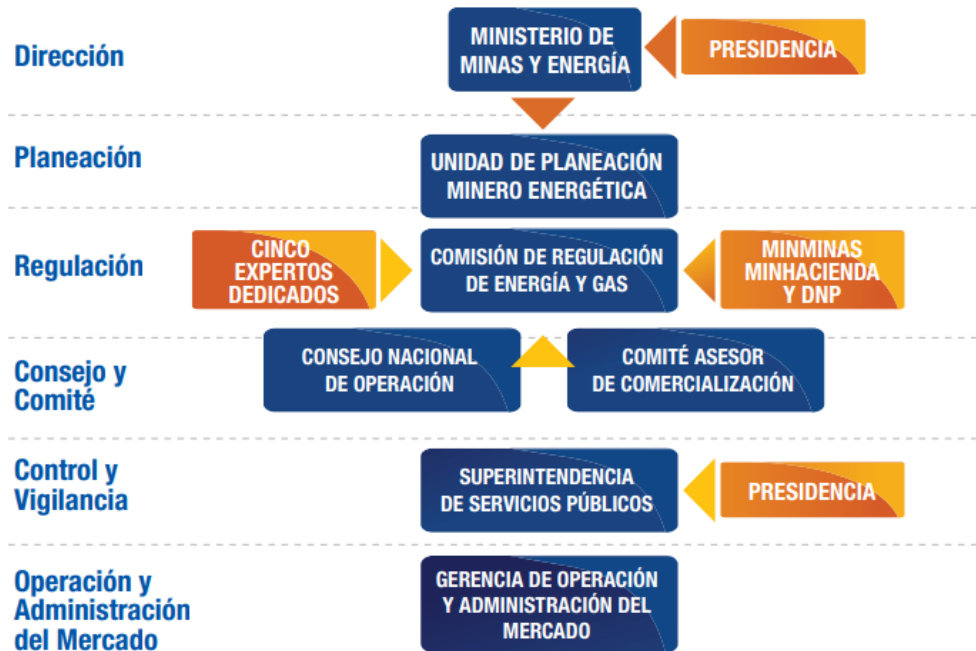 Dirección
MINISTERIO DE
MINAS Y ENERGÍA
PRESIDENCIA
Planeación
UNIDAD DE PLANEACIÓN
MINERO ENERGÉTICA
Regulación
CINCO
EXPERTOS
DEDICADOS
COMISIÓN DE REGULACIÓN
DE ENERGÍA Y GAS
MINMINAS
MINHACIENDA
Y DNP
Consejo y
Comité
CONSEJO NACIONAL
DE OPERACIÓN
COMITÉ ASESOR
DE COMERCIALIZACIÓN
Control y
Vigilancia
SUPERINTENDENCIA
DE SERVICIOS PÚBLICOS
PRESIDENCIA
Operación y
Administración
del Mercado
GERENCIA DE OPERACIÓN
Y ADMINISTRACIÓN DEL
MERCADO